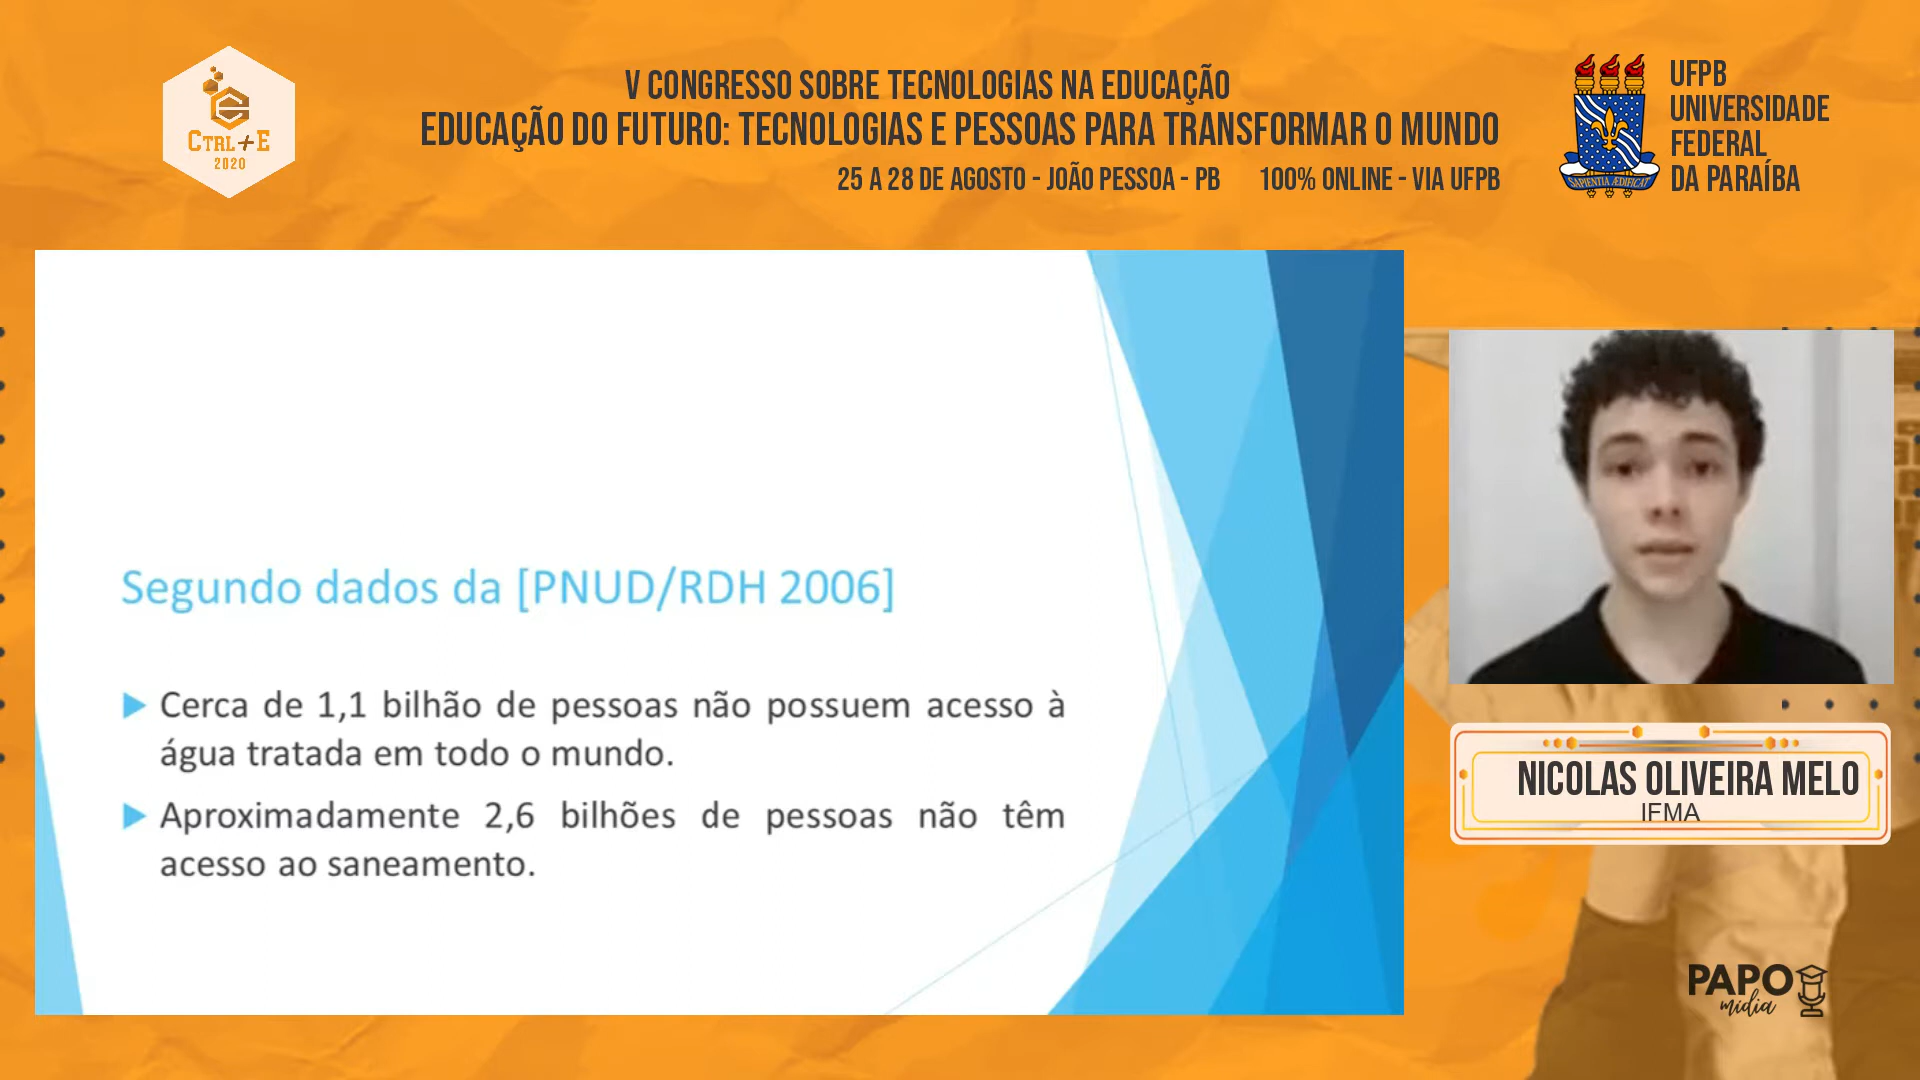 CTRL+E
2020
V CONGRESSO SOBRE TECNOLOGIAS NA EDUCAÇÃO
EDUCAÇÃO DO FUTURO: TECNOLOGIAS E PESSOAS PARA TRANSFORMAR O MUNDO
25 A 28 DE AGOSTO - JOÃO PESSOA - PB 100% ONLINE - VIA UFPB
SAPIENTIA ÆDIFICAT
UFPB
UNIVERSIDADE
FEDERAL
DA PARAÍBA
Segundo dados da [PNUD/RDH 2006]
Cerca de 1,1 bilhão de pessoas não possuem acesso à
água tratada em todo o mundo.
Aproximadamente 2,6 bilhões de pessoas não têm
acesso ao saneamento.
NICOLAS OLIVEIRA MELO
IFMA
PAPO
mídia